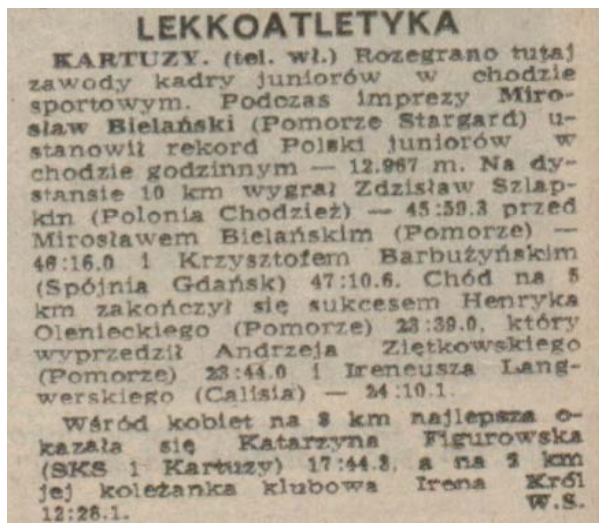 LEKKOATLETYKA
KARTUZY. (tel. wł.) Rozegrano tutaj
zawody kadry juniorów w chodzie
sportowym. Podczas imprezy Miro-
sław Bielański (Pomorze Stargard) u-
stanowił rekord Polski juniorów w
chodzie godzinnym — 12.967 m. Na dy-
stansie 10 km wygrał Zdzisław Szlap-
kin (Polonia Chodzież) — 45:59.3 przed
Mirosławem Bielańskim (Pomorze) —
46:16.0 i Krzysztofem Barbużyńskim
(Spójnia Gdańsk) 47:10.6. Chód na 5
km zakończył się sukcesem Henryka
Olenieckiego (Pomorze) 23:39.0, który
wyprzedził Andrzeja Ziętkowskiego
(Pomorze) 23:44.0 i Ireneusza Lang-
werskiego (Calisia) — 24:10.1.
Wśród kobiet na 3 km najlepsza o-
kazała się Katarzyna Figurowska
(SKS 1 Kartuzy) 17:44.3, a na 2 km
jej koleżanka klubowa Irena Król
12:26.1. W.S.